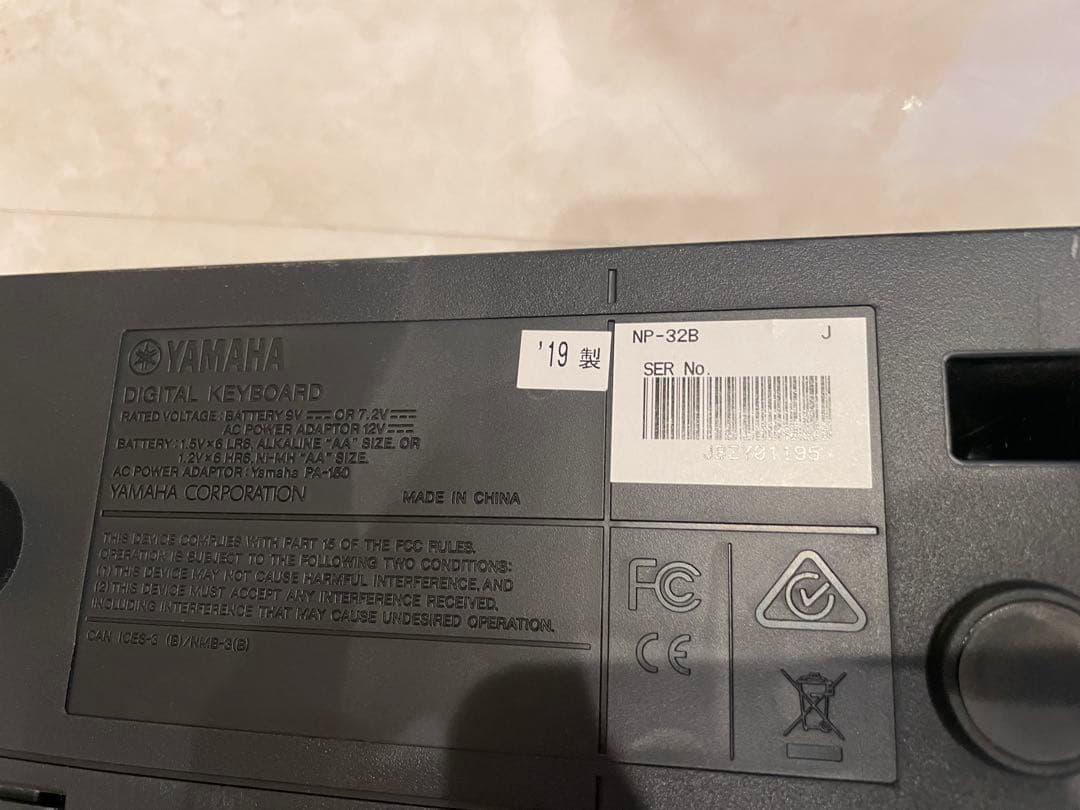 YAMAHA
DIGITAL KEYBOARD
RATED VOLTAGE : BATTERY 9V OR 7.2V
AC POWER ADAPTOR 12V
BATTERY : 1.5V×6 LR6, ALKALINE "AA" SIZE, OR
1.2V×6 HR6, NI-MH "AA" SIZE.
AC POWER ADAPTOR : Yamaha PA-150
YAMAHA CORPORATION
MADE IN CHINA
'19 製
NP-32B J
SER No.
THIS DEVICE COMPLIES WITH PART 15 OF THE FCC RULES.
OPERATION IS SUBJECT TO THE FOLLOWING TWO CONDITIONS:
(1) THIS DEVICE MAY NOT CAUSE HARMFUL INTERFERENCE, AND
(2) THIS DEVICE MUST ACCEPT ANY INTERFERENCE RECEIVED,
INCLUDING INTERFERENCE THAT MAY CAUSE UNDESIRED OPERATION.
CAN ICES-3 (B)/NMB-3(B)
FC
CE